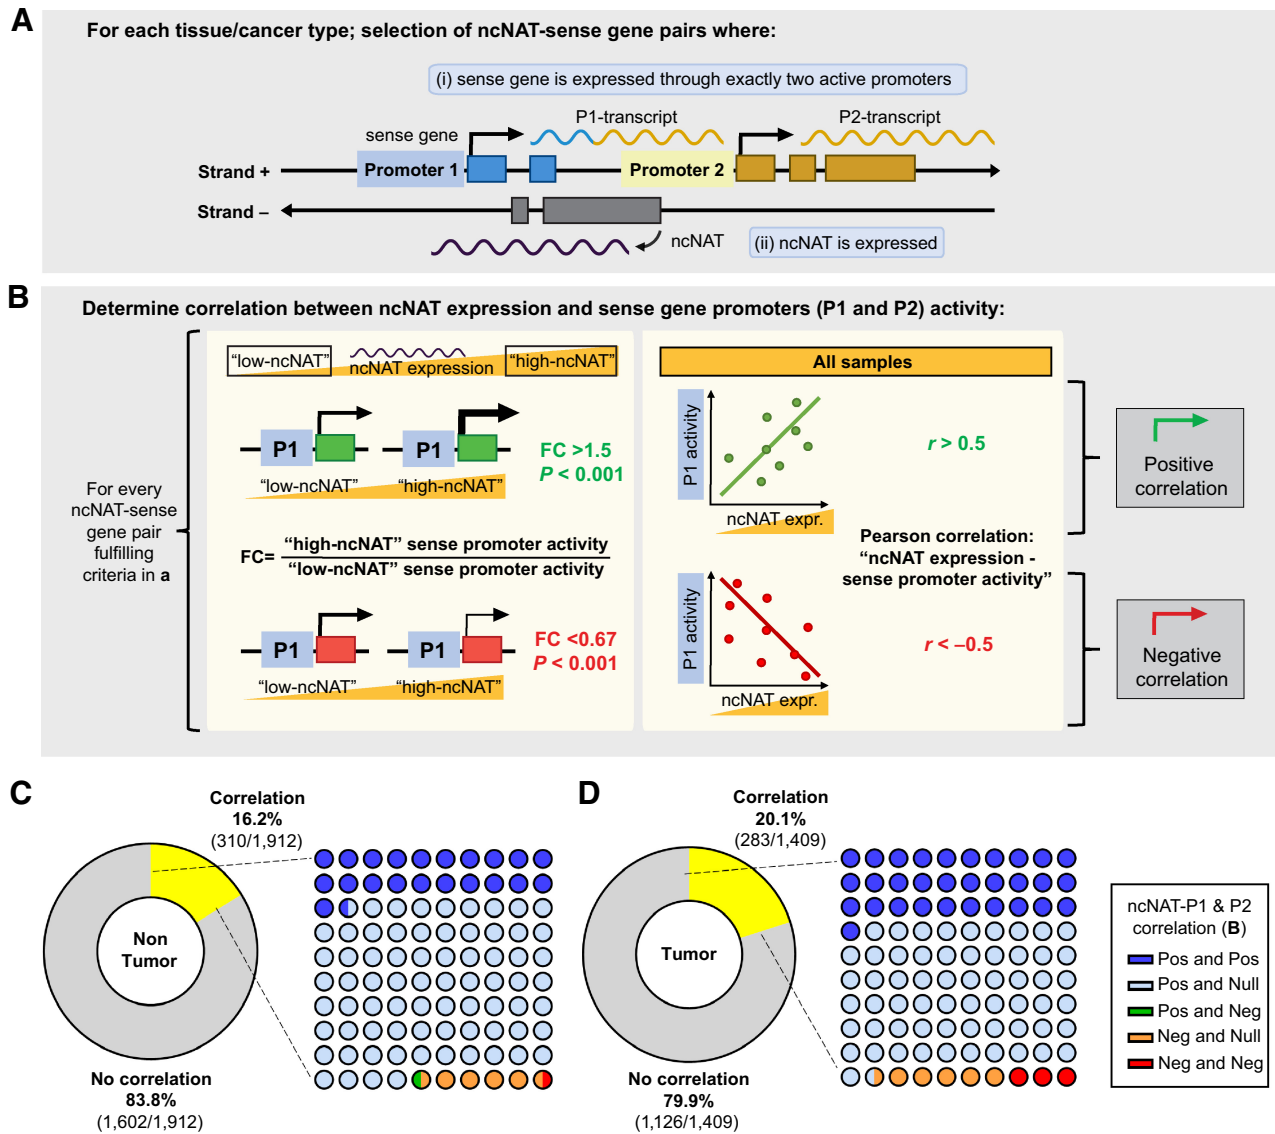 A
For each tissue/cancer type; selection of ncNAT-sense gene pairs where:
(i) sense gene is expressed through exactly two active promoters
sense gene
P1-transcript
P2-transcript
Strand +
Promoter 1
Promoter 2
Strand –
ncNAT
(ii) ncNAT is expressed
B
Determine correlation between ncNAT expression and sense gene promoters (P1 and P2) activity:
For every
ncNAT-sense
gene pair
fulfilling
criteria in a
“low-ncNAT”
ncNAT expression
“high-ncNAT”
P1
P1
FC >1.5
P < 0.001
“low-ncNAT”
“high-ncNAT”
FC=
“high-ncNAT” sense promoter activity
“low-ncNAT” sense promoter activity
P1
P1
FC <0.67
P < 0.001
“low-ncNAT”
“high-ncNAT”
All samples
P1 activity
ncNAT expr.
r > 0.5
Pearson correlation:
“ncNAT expression -
sense promoter activity”
P1 activity
ncNAT expr.
r < –0.5
Positive
correlation
Negative
correlation
C
Correlation
16.2%
(310/1,912)
Non
Tumor
No correlation
83.8%
(1,602/1,912)
D
Correlation
20.1%
(283/1,409)
Tumor
No correlation
79.9%
(1,126/1,409)
ncNAT-P1 & P2
correlation (B)
Pos and Pos
Pos and Null
Pos and Neg
Neg and Null
Neg and Neg